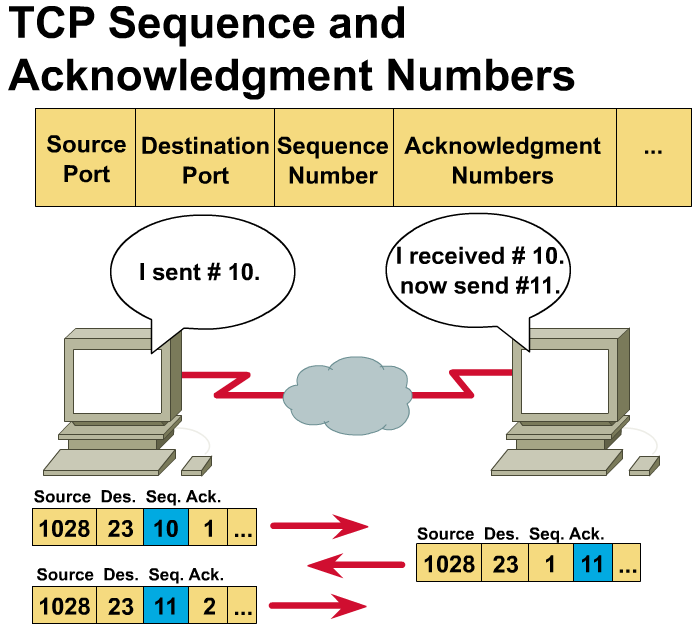 TCP Sequence and
Acknowledgment Numbers
Source Port
Destination Port
Sequence Number
Acknowledgment Numbers
...
I sent # 10.
I received # 10.
now send #11.
Source Des. Seq. Ack.
1028 23 10 1 ...
Source Des. Seq. Ack.
1028 23 1 11 ...
Source Des. Seq. Ack.
1028 23 11 2 ...